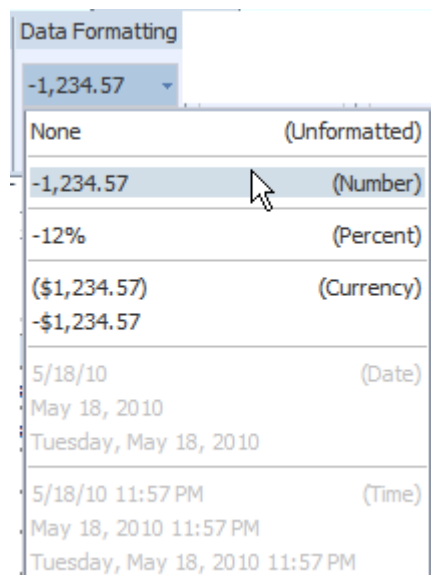 Data Formatting
-1,234.57
None (Unformatted)
-1,234.57 (Number)
-12% (Percent)
($1,234.57) (Currency)
-$1,234.57
5/18/10 (Date)
May 18, 2010
Tuesday, May 18, 2010
5/18/10 11:57 PM (Time)
May 18, 2010 11:57 PM
Tuesday, May 18, 2010 11:57 PM